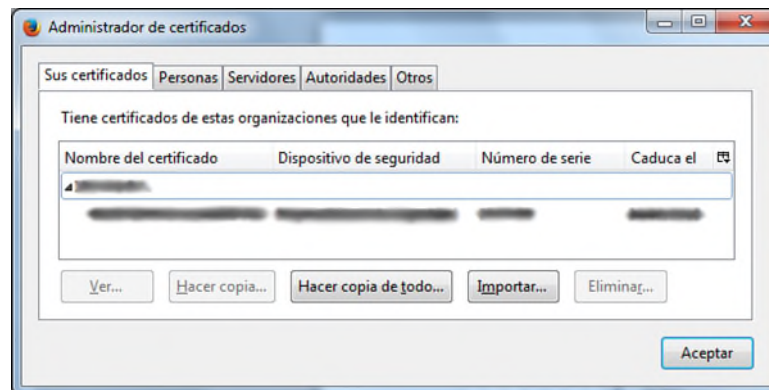 Administrador de certificados
Sus certificados Personas Servidores Autoridades Otros
Tiene certificados de estas organizaciones que le identifican:
Nombre del certificado Dispositivo de seguridad Número de serie Caduca el
Ver... Hacer copia... Hacer copia de todo... Importar... Eliminar...
Aceptar